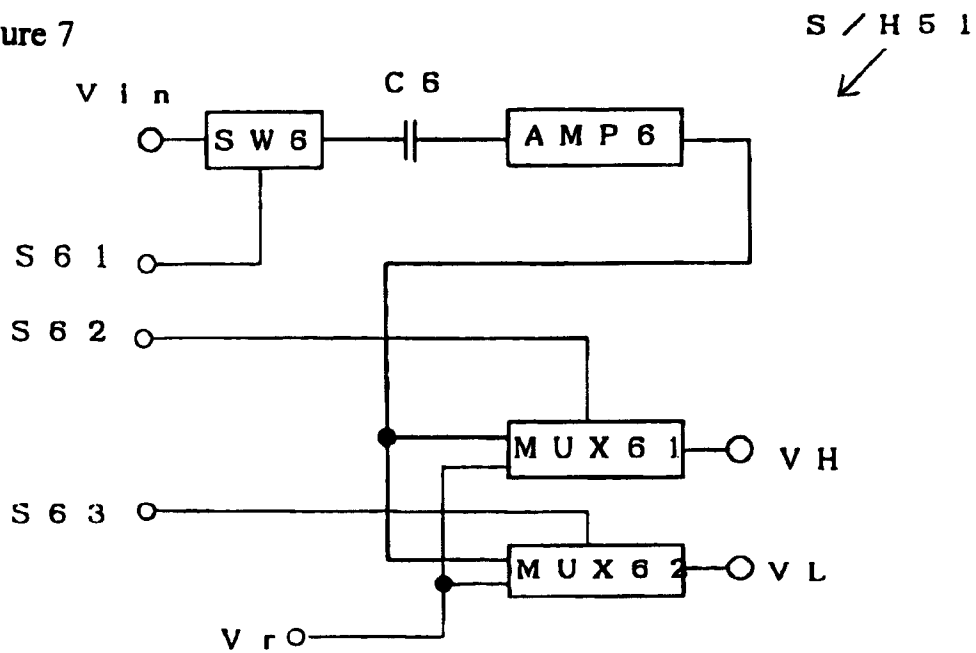 ure 7
S / H 5 1
V i n
C 6
S W 6
A M P 6
S 6 1
S 6 2
M U X 6 1
V H
S 6 3
M U X 6 2
V L
V r